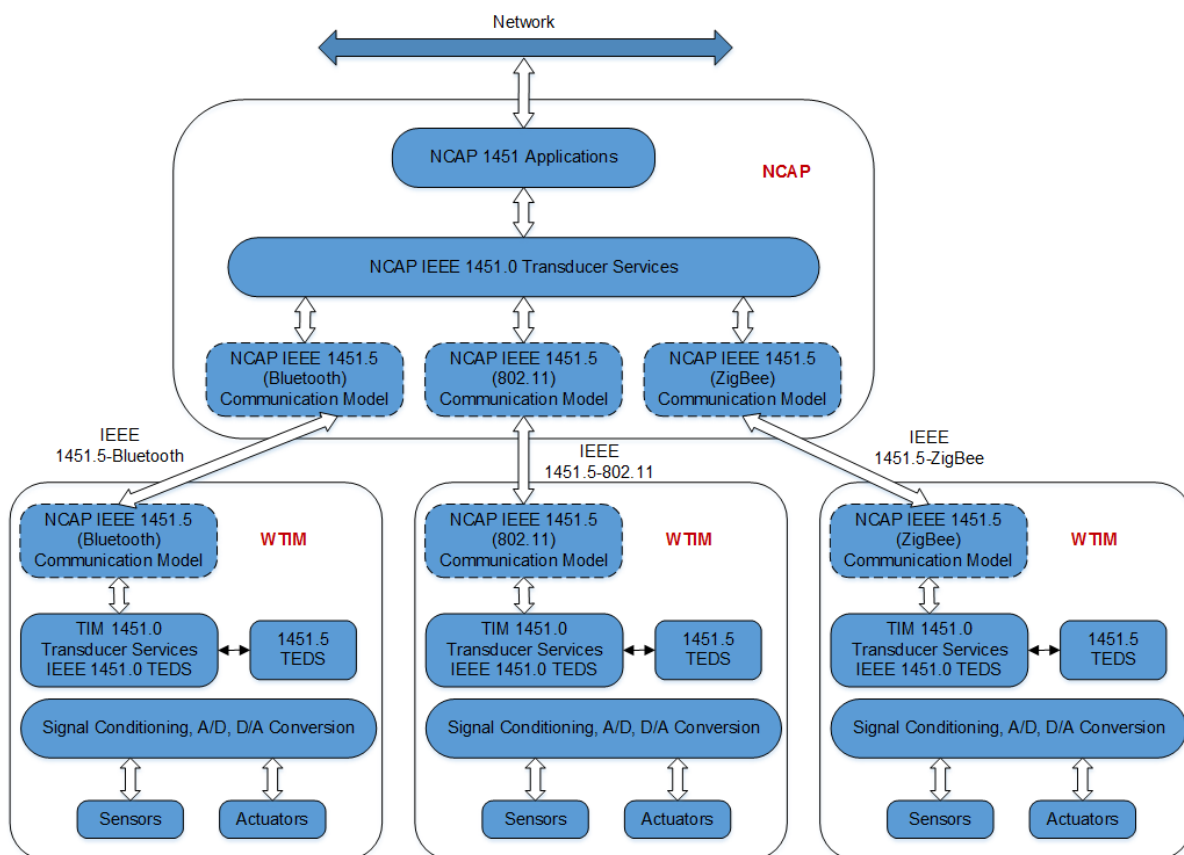 Network
NCAP 1451 Applications
NCAP
NCAP IEEE 1451.0 Transducer Services
NCAP IEEE 1451.5
(Bluetooth)
Communication Model
NCAP IEEE 1451.5
(802.11)
Communication Model
NCAP IEEE 1451.5
(ZigBee)
Communication Model
IEEE
1451.5-Bluetooth
IEEE
1451.5-802.11
IEEE
1451.5-ZigBee
NCAP IEEE 1451.5
(Bluetooth)
Communication Model
WTIM
TIM 1451.0
Transducer Services
IEEE 1451.0 TEDS
1451.5
TEDS
Signal Conditioning, A/D, D/A Conversion
Sensors
Actuators
NCAP IEEE 1451.5
(802.11)
Communication Model
WTIM
TIM 1451.0
Transducer Services
IEEE 1451.0 TEDS
1451.5
TEDS
Signal Conditioning, A/D, D/A Conversion
Sensors
Actuators
NCAP IEEE 1451.5
(ZigBee)
Communication Model
WTIM
TIM 1451.0
Transducer Services
IEEE 1451.0 TEDS
1451.5
TEDS
Signal Conditioning, A/D, D/A Conversion
Sensors
Actuators